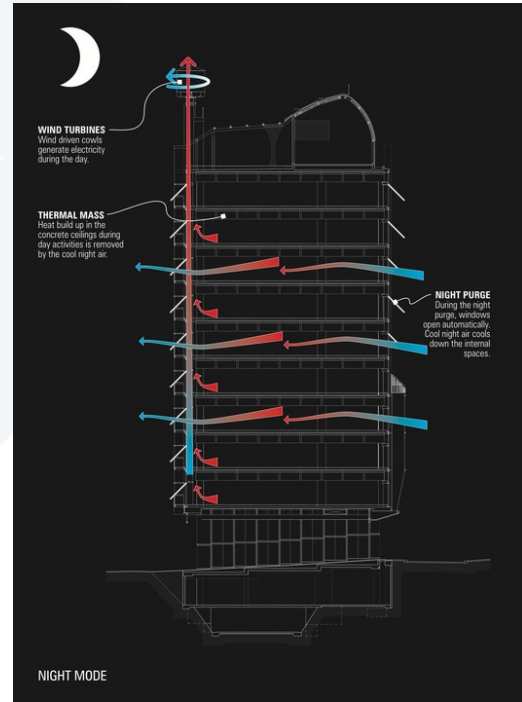 WIND TURBINES
Wind driven cowls
generate electricity
during the day.
THERMAL MASS
Heat build up in the
concrete ceilings during
day activities is removed
by the cool night air.
NIGHT PURGE
During the night
purge, windows
open automatically.
Cool night air cools
down the internal
spaces.
NIGHT MODE